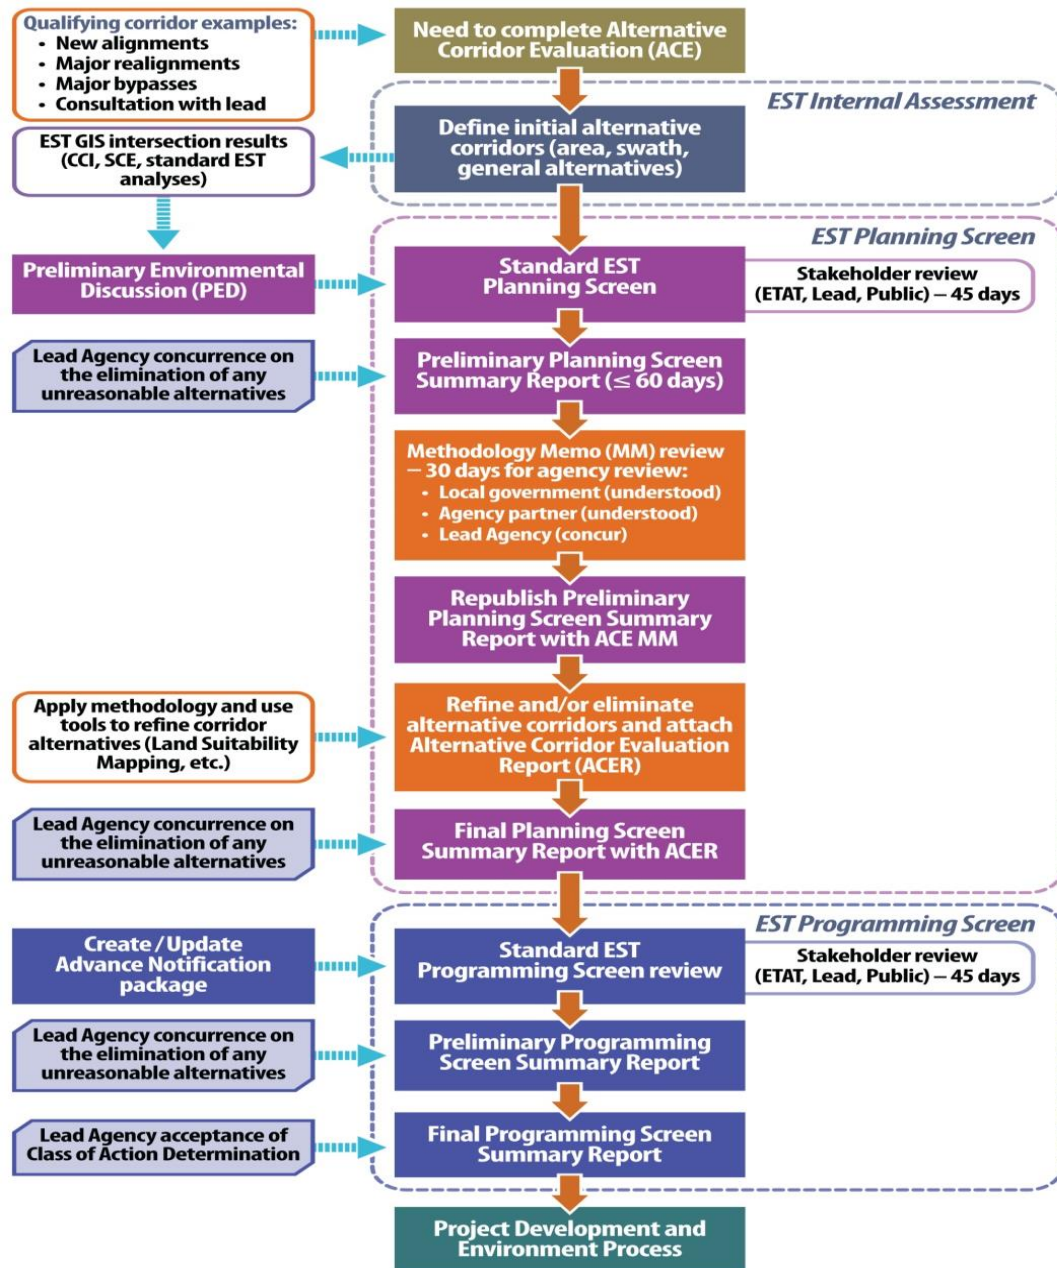 Qualifying corridor examples:
• New alignments
• Major realignments
• Major bypasses
• Consultation with lead
Need to complete Alternative
Corridor Evaluation (ACE)
EST Internal Assessment
EST GIS intersection results
(CCI, SCE, standard EST
analyses)
Define initial alternative
corridors (area, swath,
general alternatives)
EST Planning Screen
Preliminary Environmental
Discussion (PED)
Standard EST
Planning Screen
Stakeholder review
(ETAT, Lead, Public) – 45 days
Lead Agency concurrence on
the elimination of any
unreasonable alternatives
Preliminary Planning Screen
Summary Report (≤ 60 days)
Methodology Memo (MM) review
– 30 days for agency review:
• Local government (understood)
• Agency partner (understood)
• Lead Agency (concur)
Republish Preliminary
Planning Screen Summary
Report with ACE MM
Apply methodology and use
tools to refine corridor
alternatives (Land Suitability
Mapping, etc.)
Refine and/or eliminate
alternative corridors and attach
Alternative Corridor Evaluation
Report (ACER)
Lead Agency concurrence on
the elimination of any
unreasonable alternatives
Final Planning Screen
Summary Report with ACER
EST Programming Screen
Create / Update
Advance Notification
package
Standard EST
Programming Screen review
Stakeholder review
(ETAT, Lead, Public) – 45 days
Lead Agency concurrence on
the elimination of any
unreasonable alternatives
Preliminary Programming
Screen Summary Report
Lead Agency acceptance of
Class of Action Determination
Final Programming Screen
Summary Report
Project Development and
Environment Process